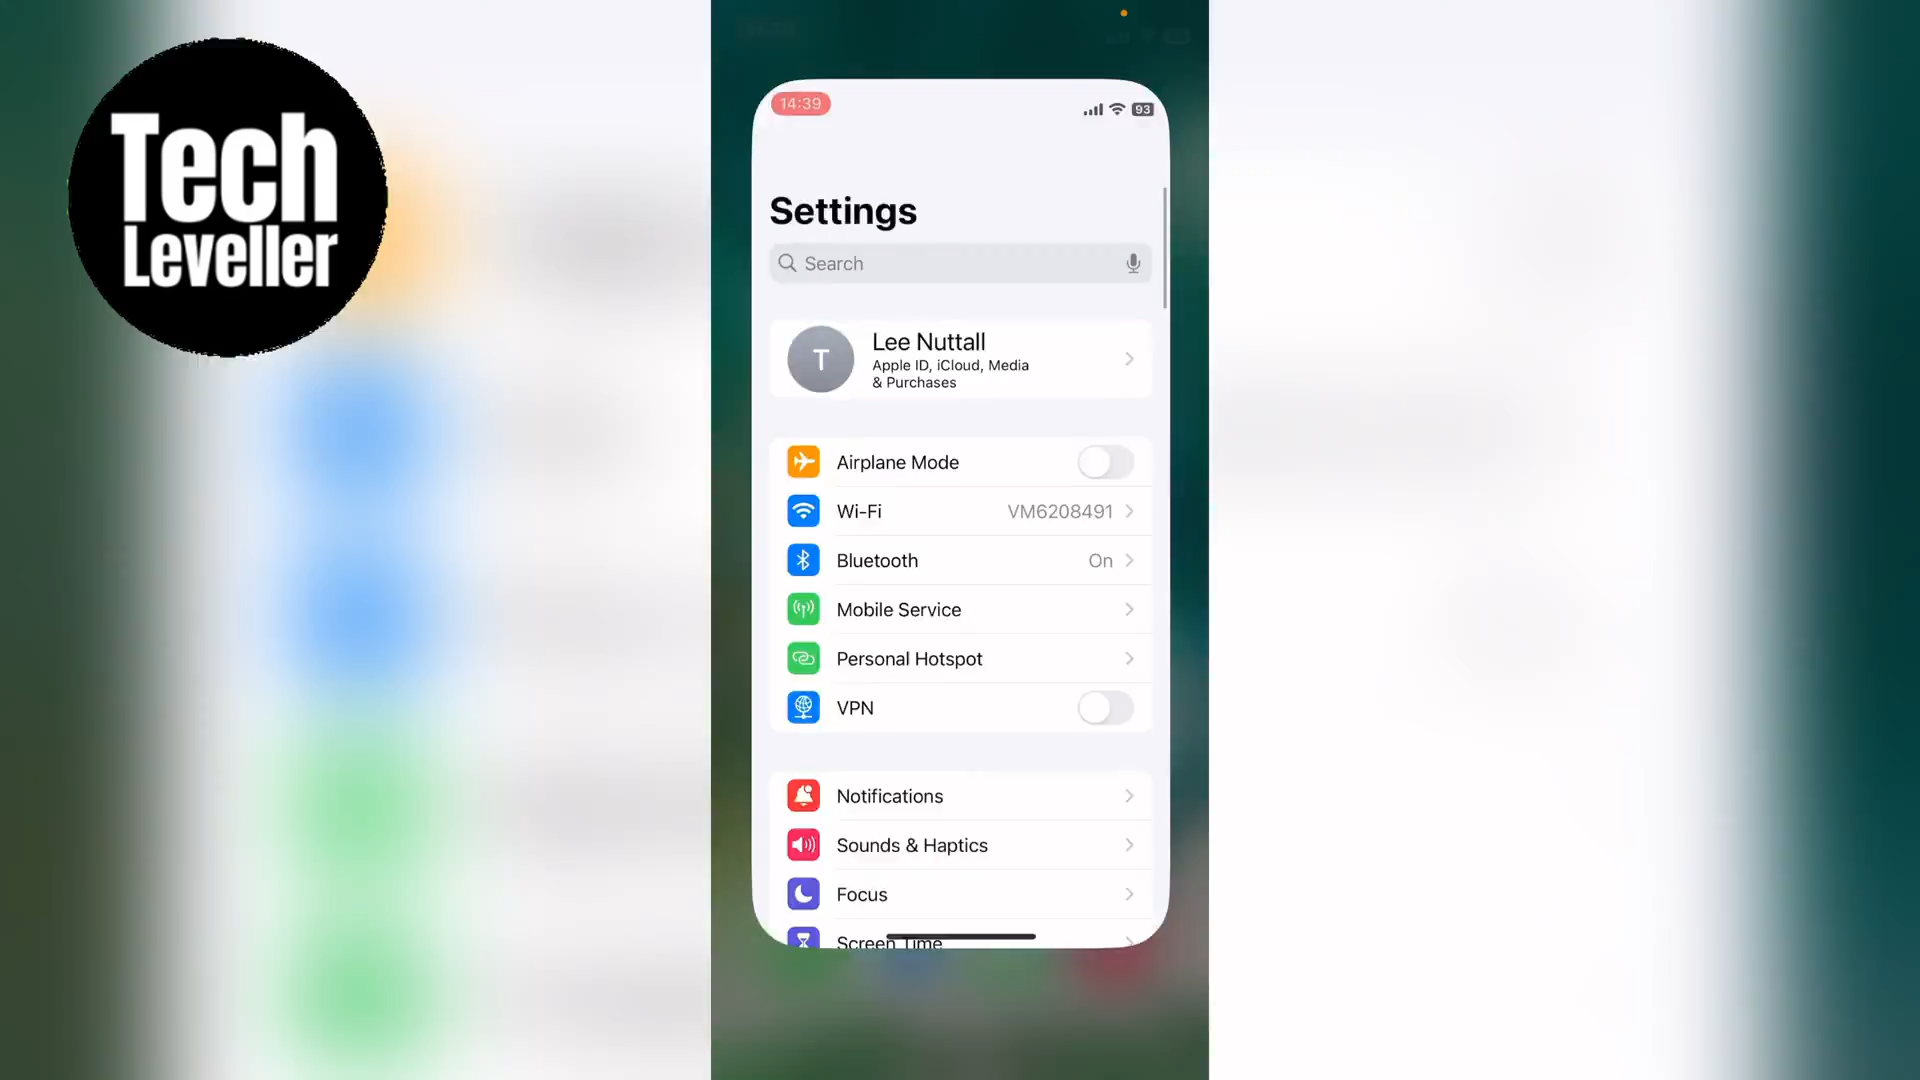 Tech
Leveller
14:39
93
Settings
Search
T
Lee Nuttall
Apple ID, iCloud, Media
& Purchases
Airplane Mode
Wi-Fi VM6208491
Bluetooth On
Mobile Service
Personal Hotspot
VPN
Notifications
Sounds & Haptics
Focus
Screen Time